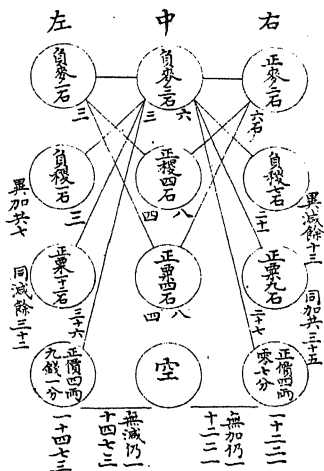 右
中
左
正麥二石
六石
負稷七石
二十一
正粟九石
二十七
正價四兩
零七分
一十二二一
異減餘十三
同加共三十五
無加仍一
十二二一
負麥三石
六
三
正稷四石
八
四
正粟四石
八
四
空
無減仍一
十四七三
負麥一石
三
負稷一石
三
正粟一十二石
三十六
正價四兩
九錢一分
一十四七三
異加共七
同減餘三十二